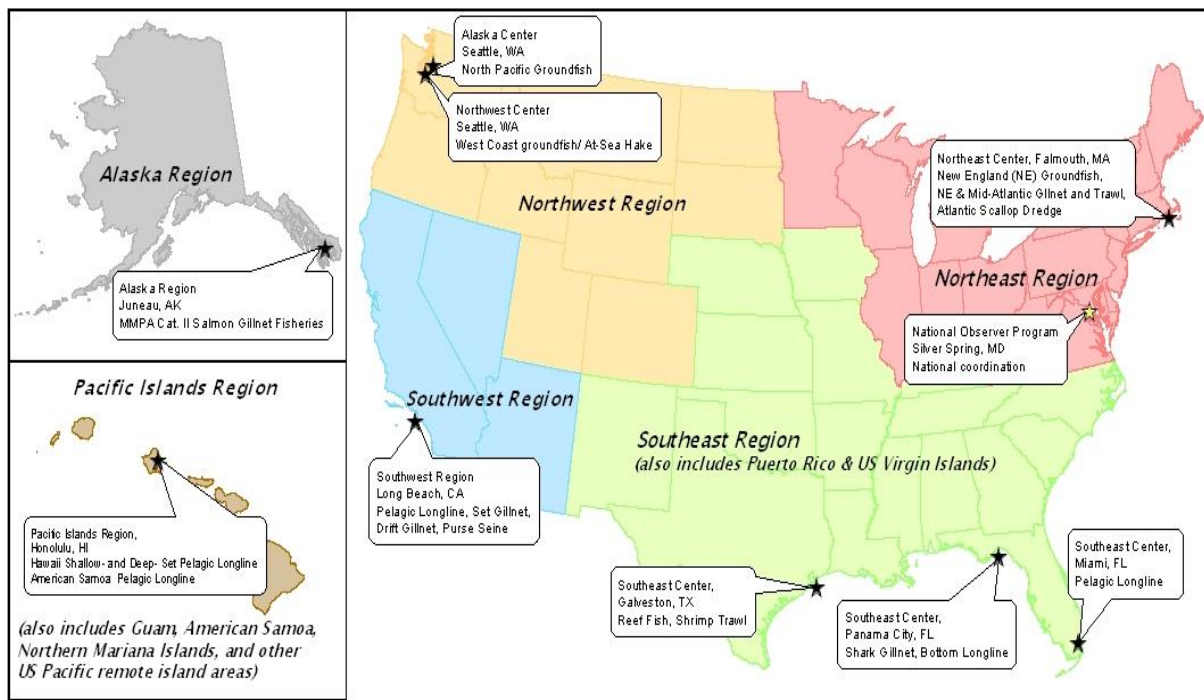 Alaska Region
Alaska Region
Juneau, AK
MMPA Cat. II Salmon Gillnet Fisheries
Pacific Islands Region
Pacific Islands Region,
Honolulu, HI
Hawaii Shallow- and Deep- Set Pelagic Longline
American Samoa Pelagic Longline
(also includes Guam, American Samoa,
Northern Mariana Islands, and other
US Pacific remote island areas)
Alaska Center
Seattle, WA
North Pacific Groundfish
Northwest Center
Seattle, WA
West Coast groundfish/ At-Sea Hake
Northwest Region
Northeast Center, Falmouth, MA
New England (NE) Groundfish,
NE & Mid-Atlantic Gllnet and Trawl,
Atlantic Scallop Dredge
Northeast Region
National Observer Program
Silver Spring, MD
National coordination
Southwest Region
Southwest Region
Long Beach, CA
Pelagic Longline, Set Gillnet,
Drift Gillnet, Purse Seine
Southeast Region
(also includes Puerto Rico & US Virgin Islands)
Southeast Center,
Galveston, TX
Reef Fish, Shrimp Trawl
Southeast Center,
Panama City, FL
Shark Gillnet, Bottom Longline
Southeast Center,
Miami, FL
Pelagic Longline